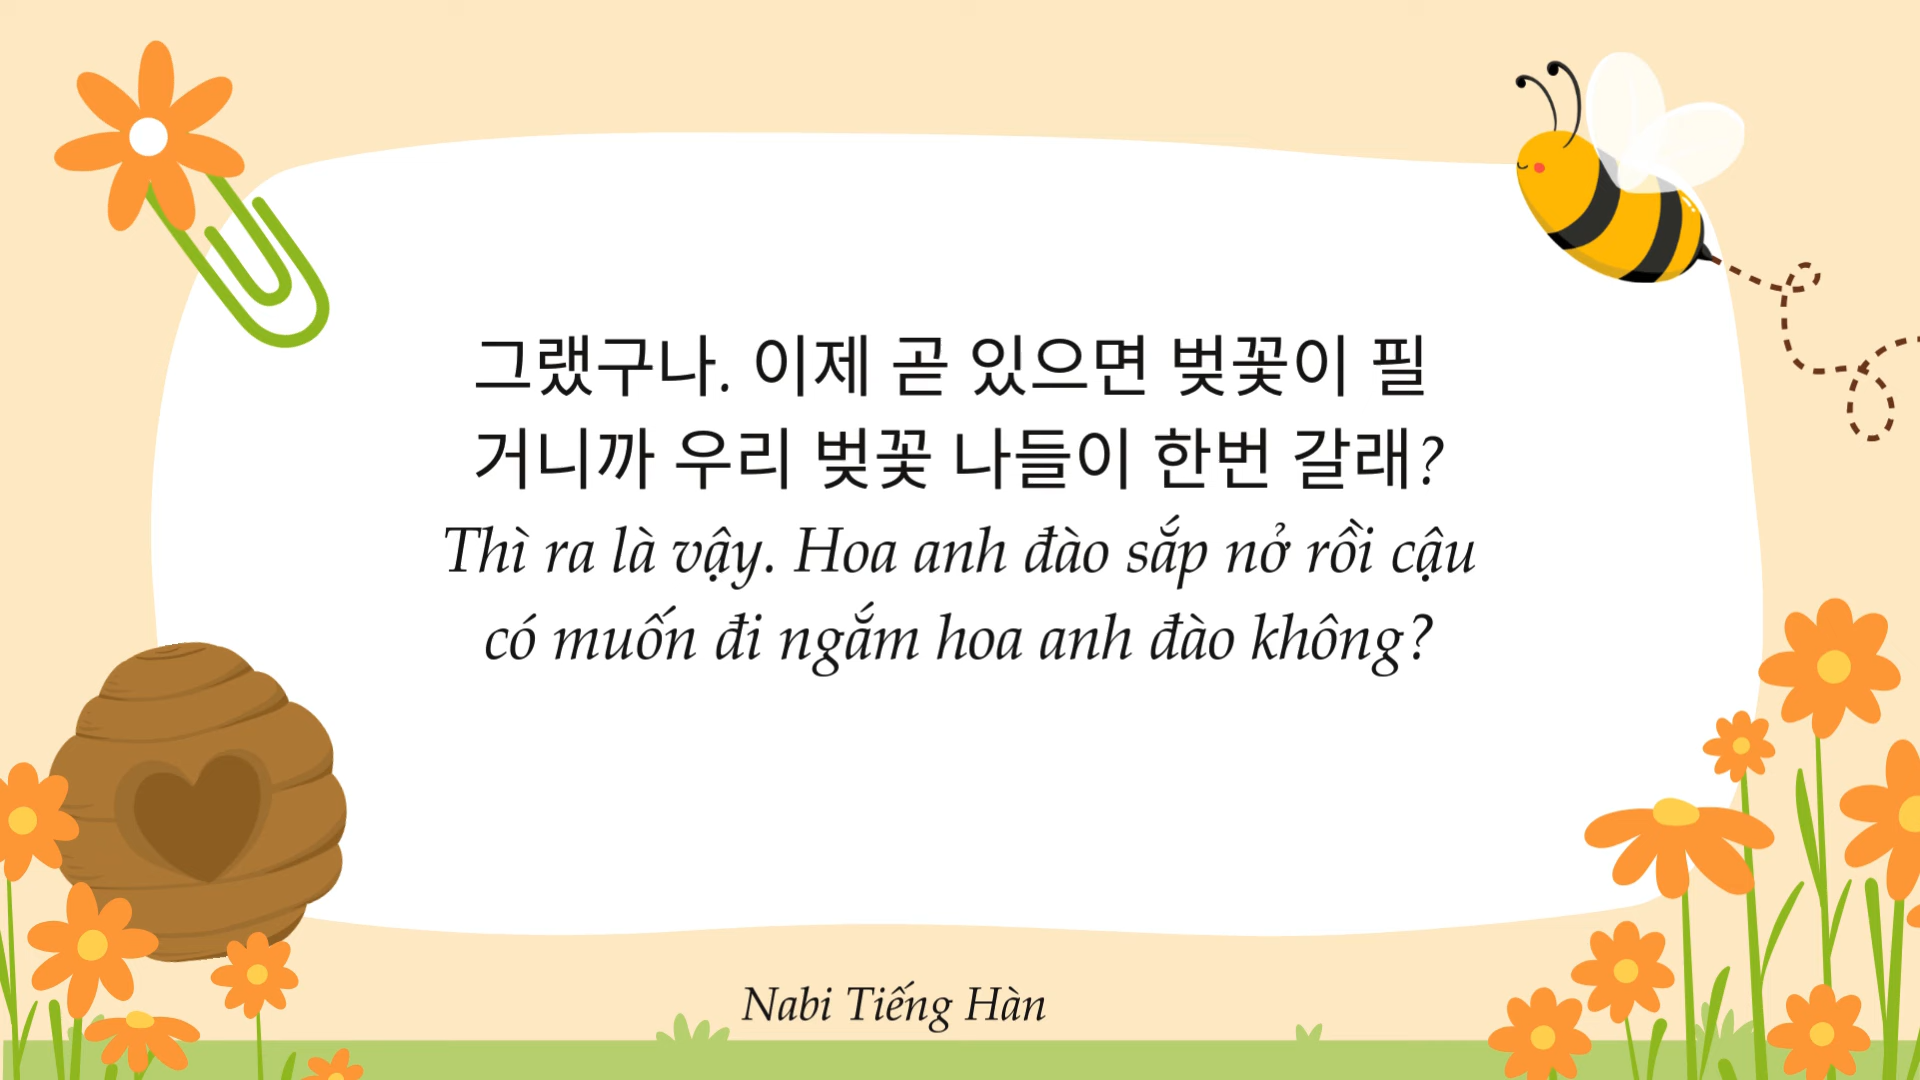 그랬구나. 이제 곧 있으면 벚꽃이 필
거니까 우리 벚꽃 나들이 한번 갈래?
Thì ra là vậy. Hoa anh đào sắp nở rồi cậu
có muốn đi ngắm hoa anh đào không?
Nabi Tiếng Hàn